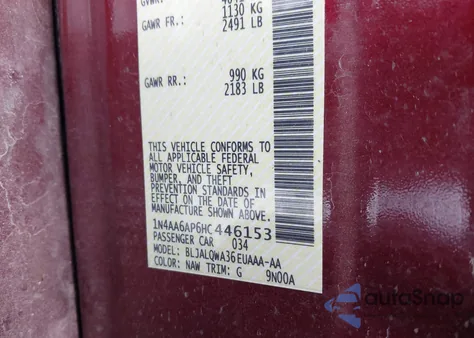 GVWR:
1130 KG
GAWR FR.: 2491 LB
990 KG
GAWR RR.: 2183 LB
THIS VEHICLE CONFORMS TO
ALL APPLICABLE FEDERAL
MOTOR VEHICLE SAFETY,
BUMPER, AND THEFT
PREVENTION STANDARDS IN
EFFECT ON THE DATE OF
MANUFACTURE SHOWN ABOVE.
1N4AA6AP6HC446153
PASSENGER CAR 034
MODEL: BLJALQWA36EUAAA-AA
COLOR: NAW TRIM: G 9N00A
autoSnap